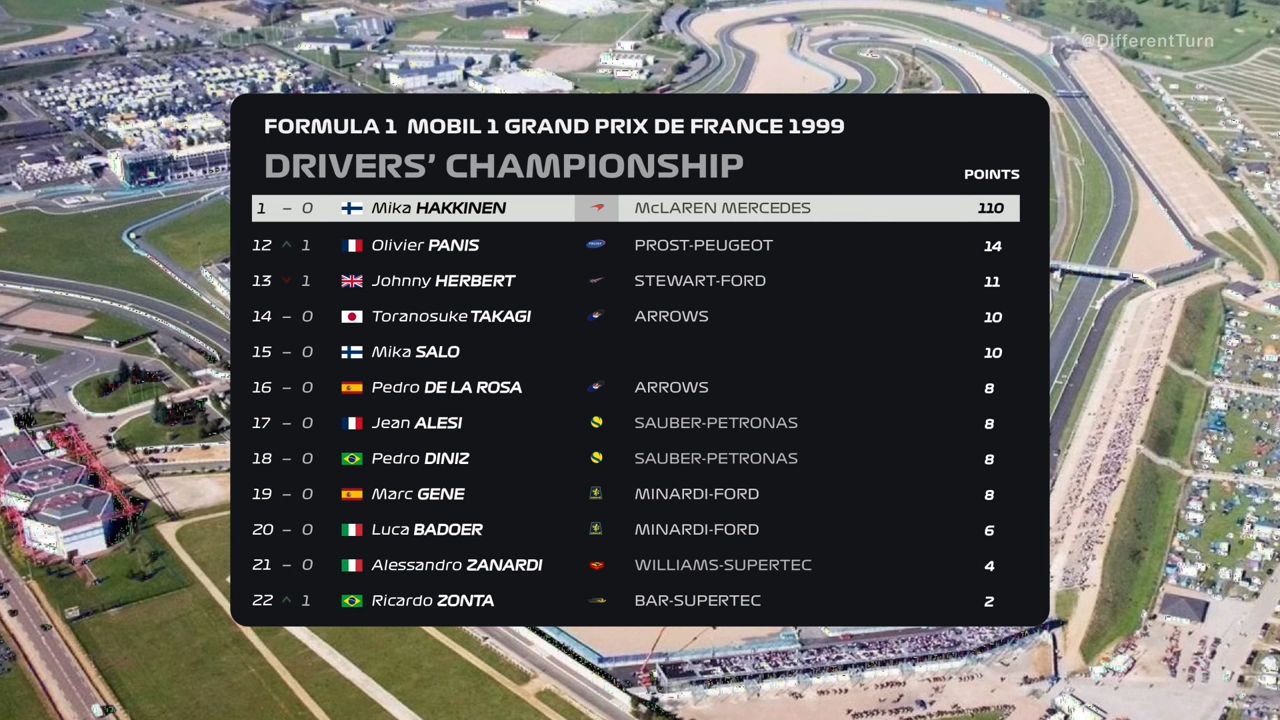 @DifferentTurn
FORMULA 1 MOBIL 1 GRAND PRIX DE FRANCE 1999
DRIVERS' CHAMPIONSHIP
POINTS
1 – 0 Mika HAKKINEN McLAREN MERCEDES 110
12 ^ 1 Olivier PANIS PROST-PEUGEOT 14
13 v 1 Johnny HERBERT STEWART-FORD 11
14 – 0 Toranosuke TAKAGI ARROWS 10
15 – 0 Mika SALO 10
16 – 0 Pedro DE LA ROSA ARROWS 8
17 – 0 Jean ALESI SAUBER-PETRONAS 8
18 – 0 Pedro DINIZ SAUBER-PETRONAS 8
19 – 0 Marc GENE MINARDI-FORD 8
20 – 0 Luca BADOER MINARDI-FORD 6
21 – 0 Alessandro ZANARDI WILLIAMS-SUPERTEC 4
22 ^ 1 Ricardo ZONTA BAR-SUPERTEC 2